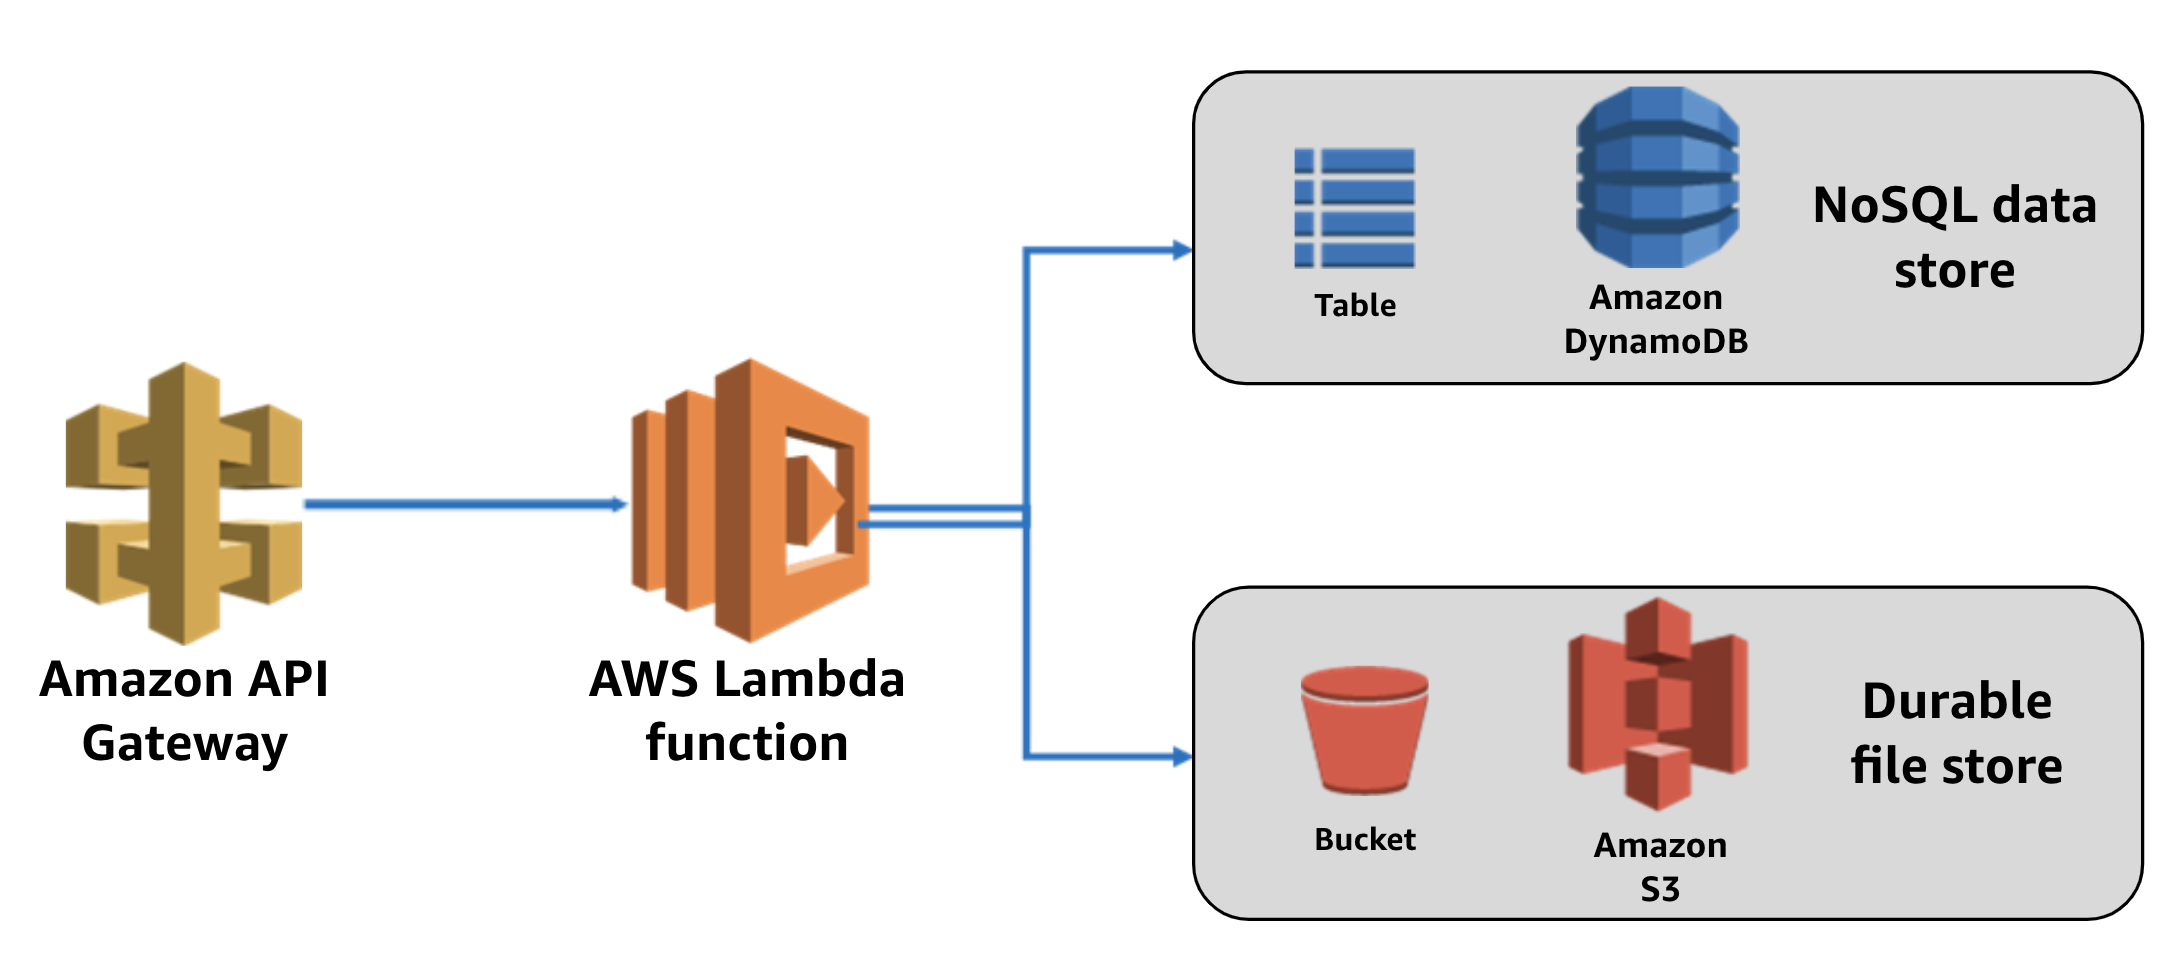 Amazon API
Gateway
AWS Lambda
function
Table
Amazon
DynamoDB
NoSQL data
store
Bucket
Amazon
S3
Durable
file store